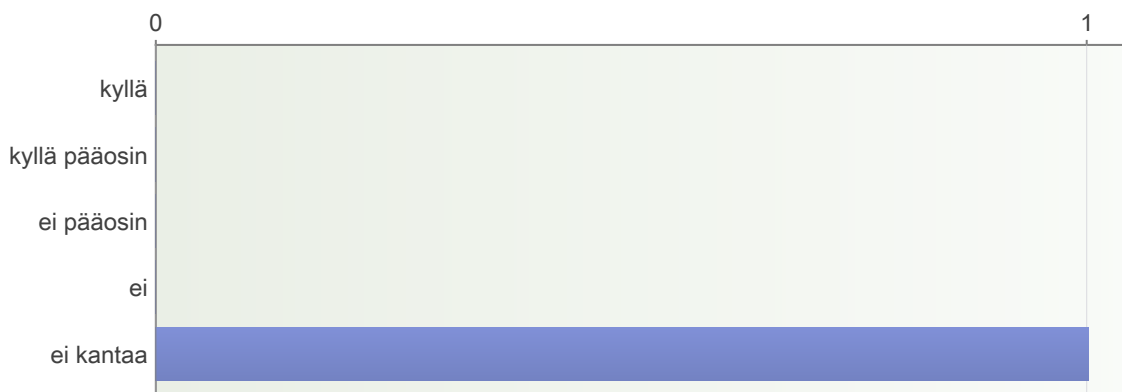 0 1
kyllä
kyllä pääosin
ei pääosin
ei
ei kantaa